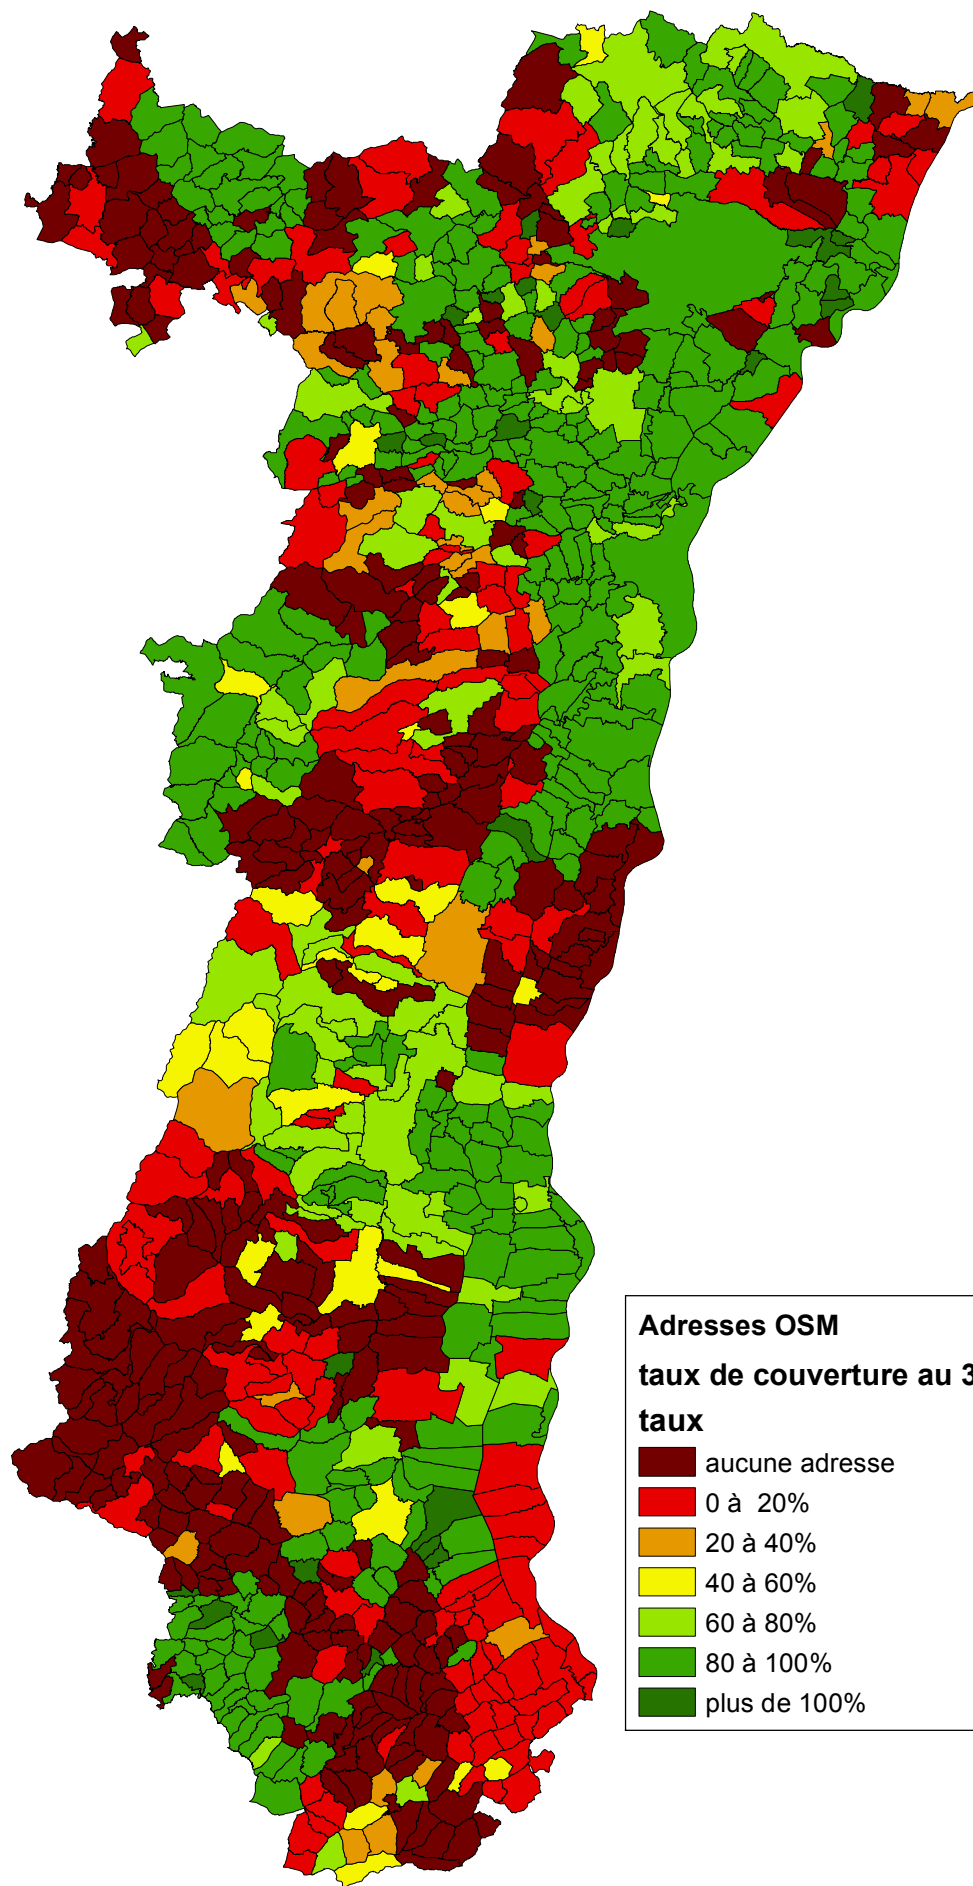 Adresses OSM
taux de couverture au 3
taux
aucune adresse
0 à 20%
20 à 40%
40 à 60%
60 à 80%
80 à 100%
plus de 100%